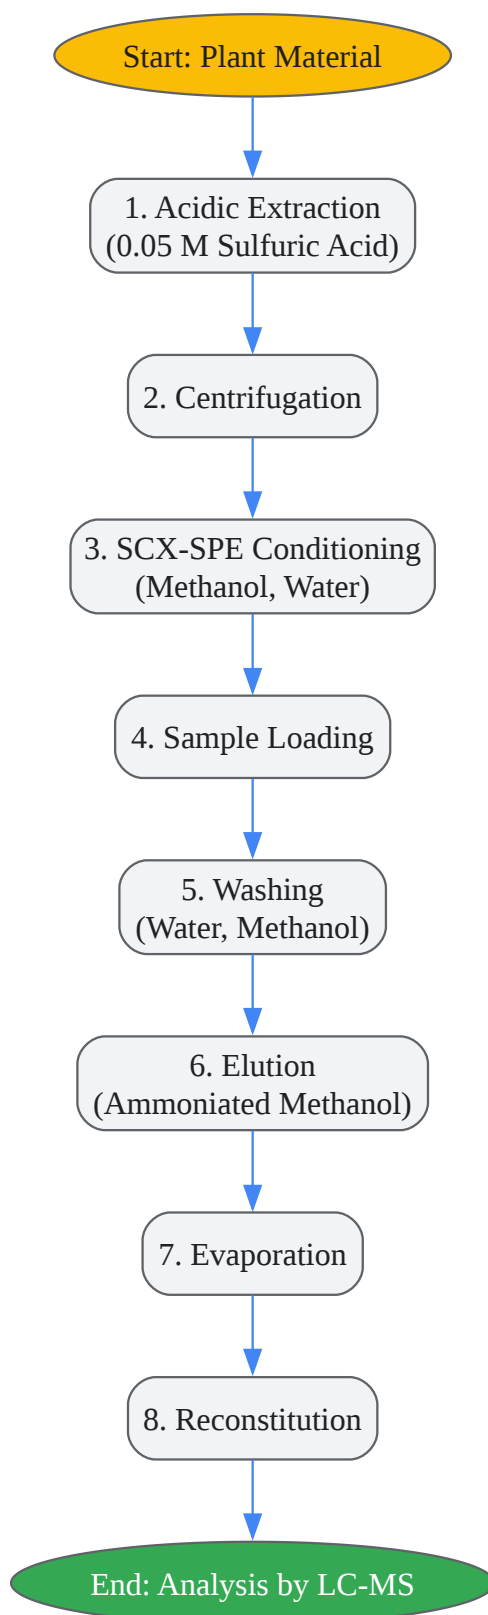 Start: Plant Material
1. Acidic Extraction
(0.05 M Sulfuric Acid)
2. Centrifugation
3. SCX-SPE Conditioning
(Methanol, Water)
4. Sample Loading
5. Washing
(Water, Methanol)
6. Elution
(Ammoniated Methanol)
7. Evaporation
8. Reconstitution
End: Analysis by LC-MS